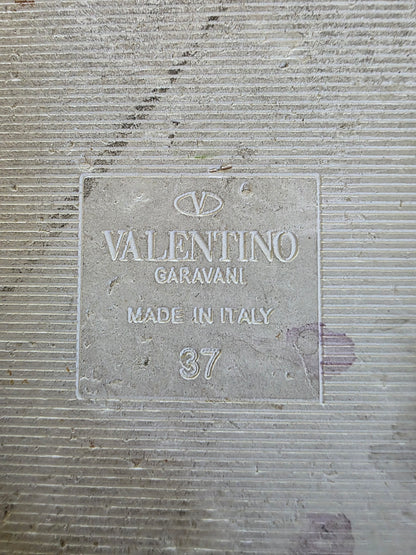 VALENTINO
GARAVANI
MADE IN ITALY
37